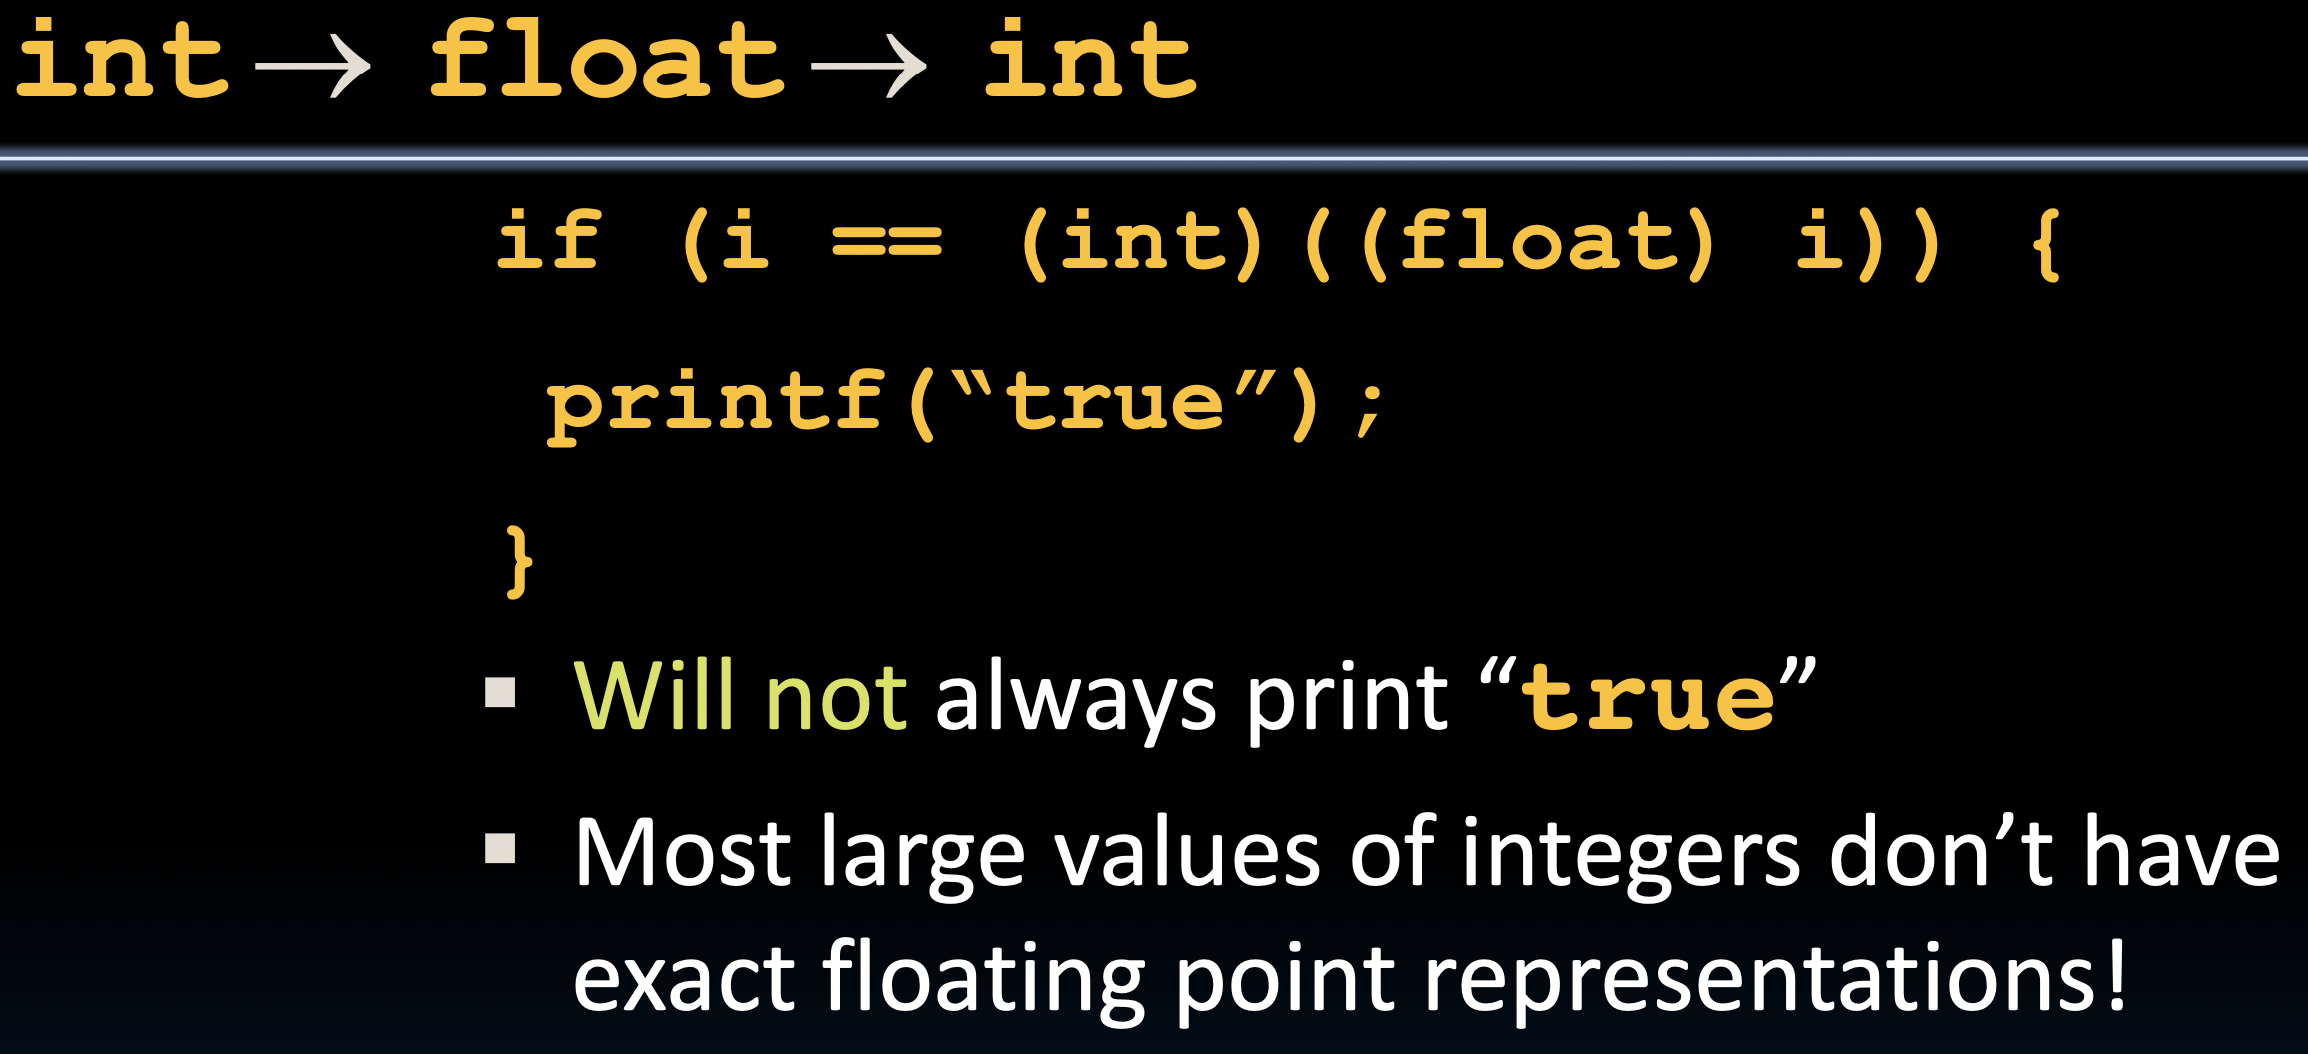 int → float → int
if (i == (int)((float) i)) {
printf(“true”);
}
▪ Will not always print “true”
▪ Most large values of integers don’t have
exact floating point representations!